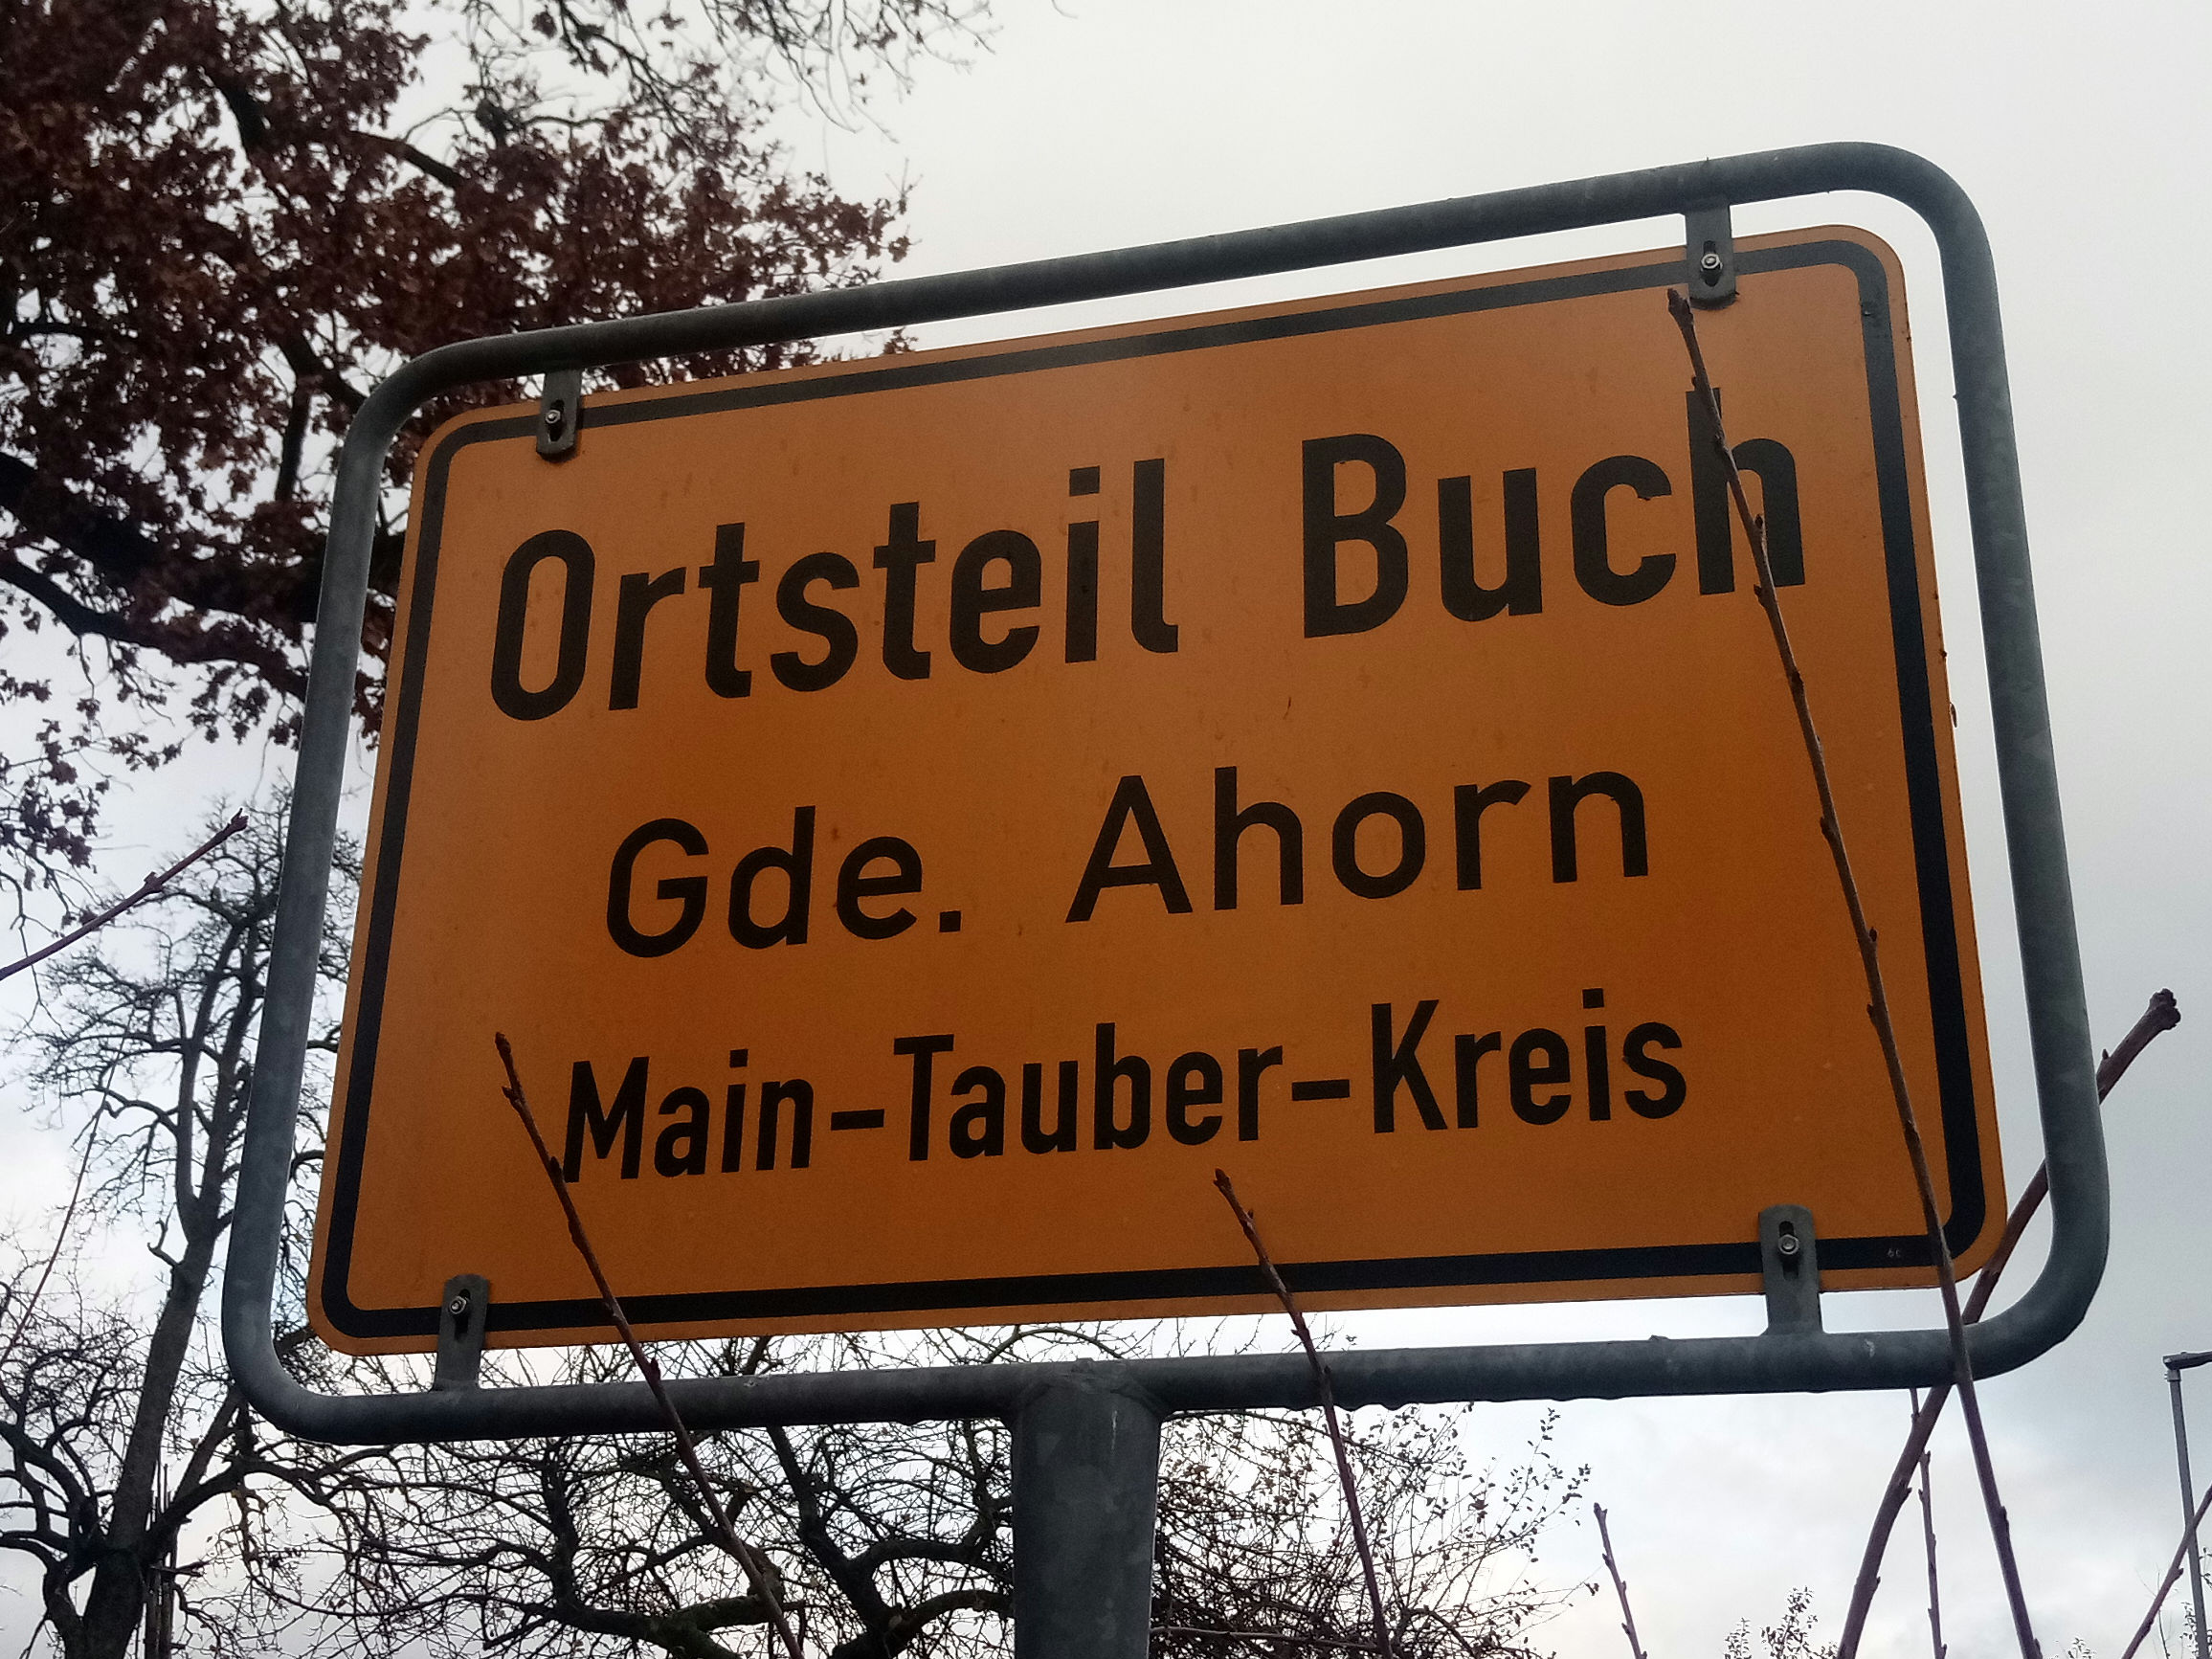 Ortsteil Buch
Gde. Ahorn
Main-Tauber-Kreis